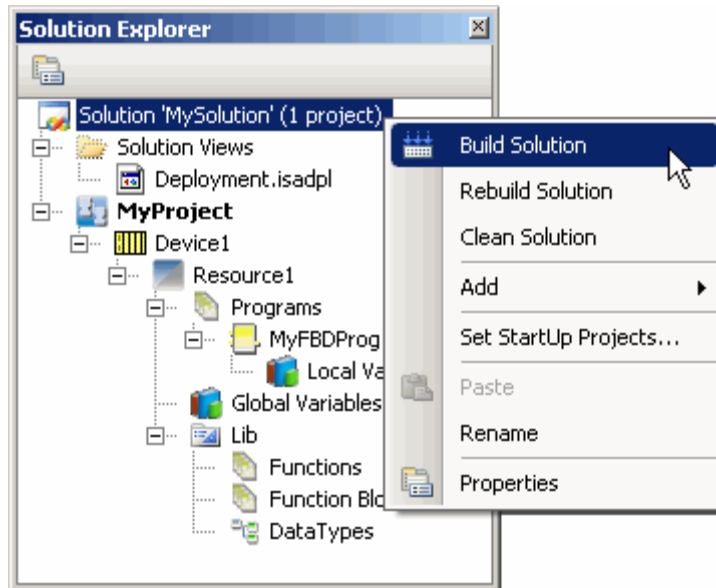 Solution Explorer
Solution 'MySolution' (1 project)
Solution Views
Deployment.isadpl
MyProject
Device1
Resource1
Programs
MyFBDProg
Local Va
Global Variables
Lib
Functions
Function Blo
DataTypes
Build Solution
Rebuild Solution
Clean Solution
Add
Set StartUp Projects...
Paste
Rename
Properties